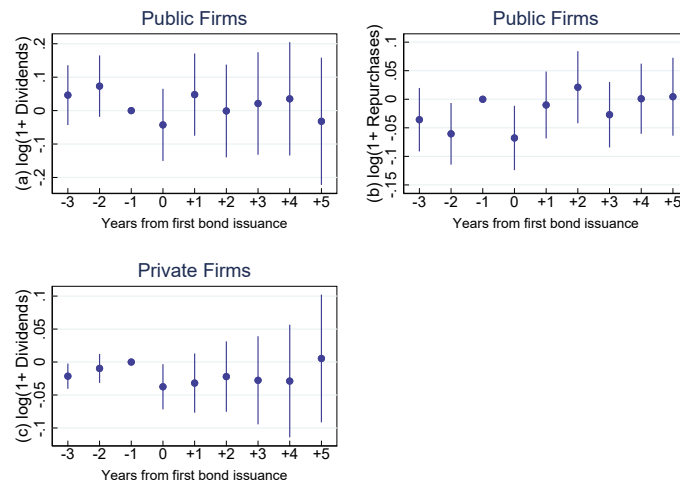 Public Firms
(a) log(1+ Dividends)
.2
.1
0
-.1
-.2
-3 -2 -1 0 +1 +2 +3 +4 +5
Years from first bond issuance
Public Firms
(b) log(1+ Repurchases)
.1
.05
0
-.05
-.1
-.15
-3 -2 -1 0 +1 +2 +3 +4 +5
Years from first bond issuance
Private Firms
(c) log(1+ Dividends)
.1
.05
0
-.05
-.1
-3 -2 -1 0 +1 +2 +3 +4 +5
Years from first bond issuance